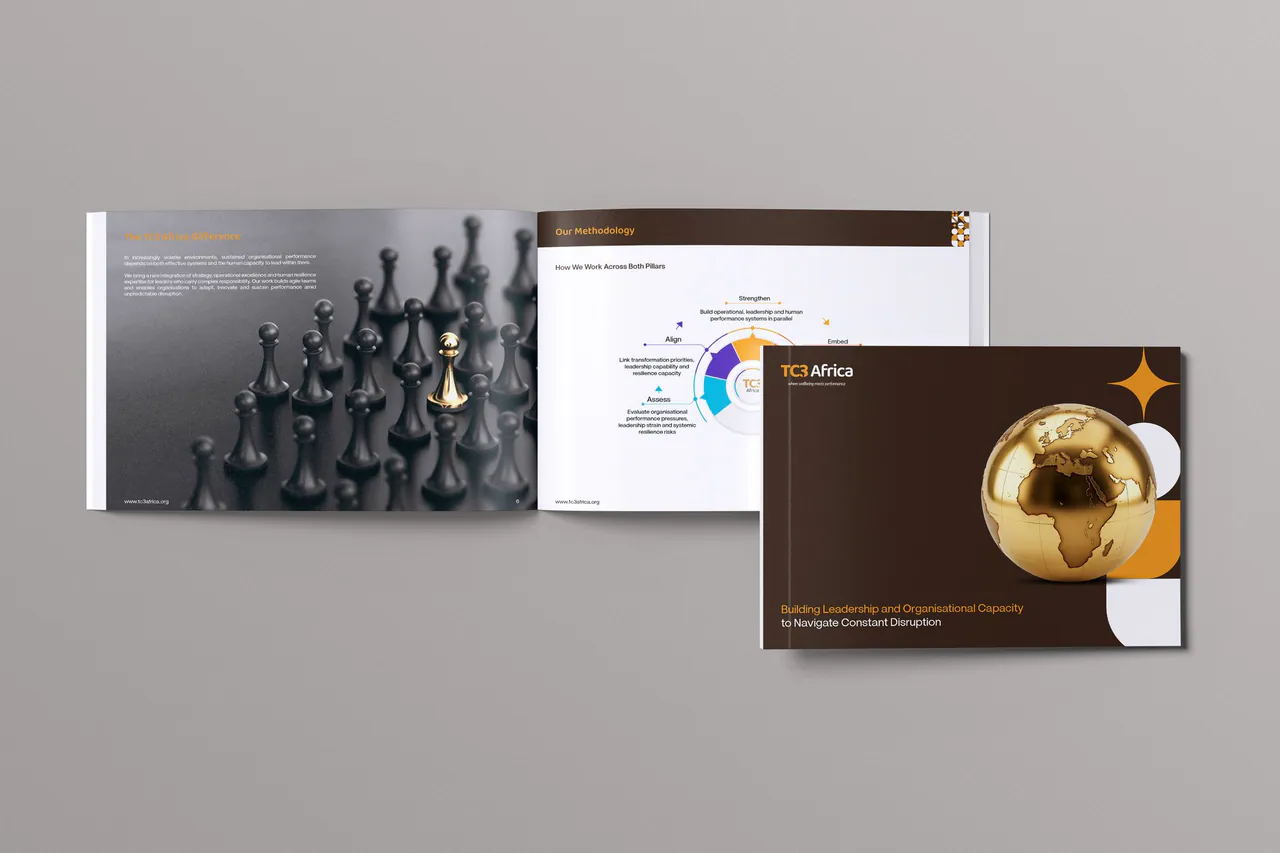 The TC3 Africa difference
In increasingly volatile environments, sustained organisational performance
depends on both effective systems and the human capacity to lead within them.
We bring a rare integration of strategy, operational excellence and human resilience
expertise for leaders who carry complex responsibility. Our work builds agile teams
and enables organisations to adapt, innovate and sustain performance amid
unpredictable disruption.
www.tc3africa.org
6
Our Methodology
How We Work Across Both Pillars
Strengthen
Build operational, leadership and human
performance systems in parallel
Align
Link transformation priorities,
leadership capability and
resilience capacity
Embed
Assess
Evaluate organisational
performance pressures,
leadership strain and systemic
resilience risks
TC3
Africa
www.tc3africa.org
TC3 Africa
where wellbeing meets performance
Building Leadership and Organisational Capacity
to Navigate Constant Disruption